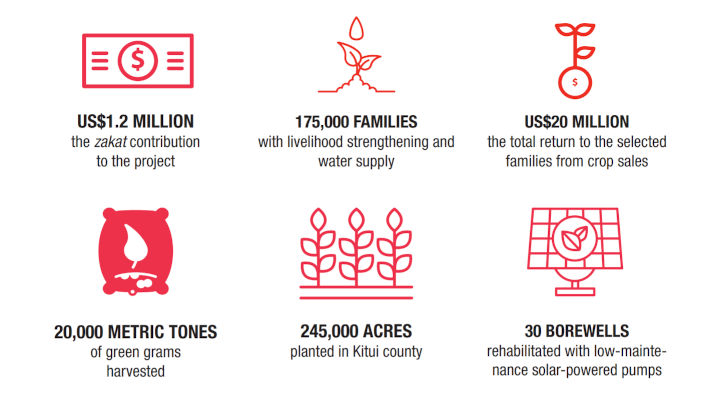 $
$
US$1.2 MILLION
the zakat contribution
to the project
175,000 FAMILIES
with livelihood strengthening and
water supply
US$20 MILLION
the total return to the selected
families from crop sales
20,000 METRIC TONES
of green grams
harvested
245,000 ACRES
planted in Kitui county
30 BOREWELLS
rehabilitated with low-mainte-
nance solar-powered pumps